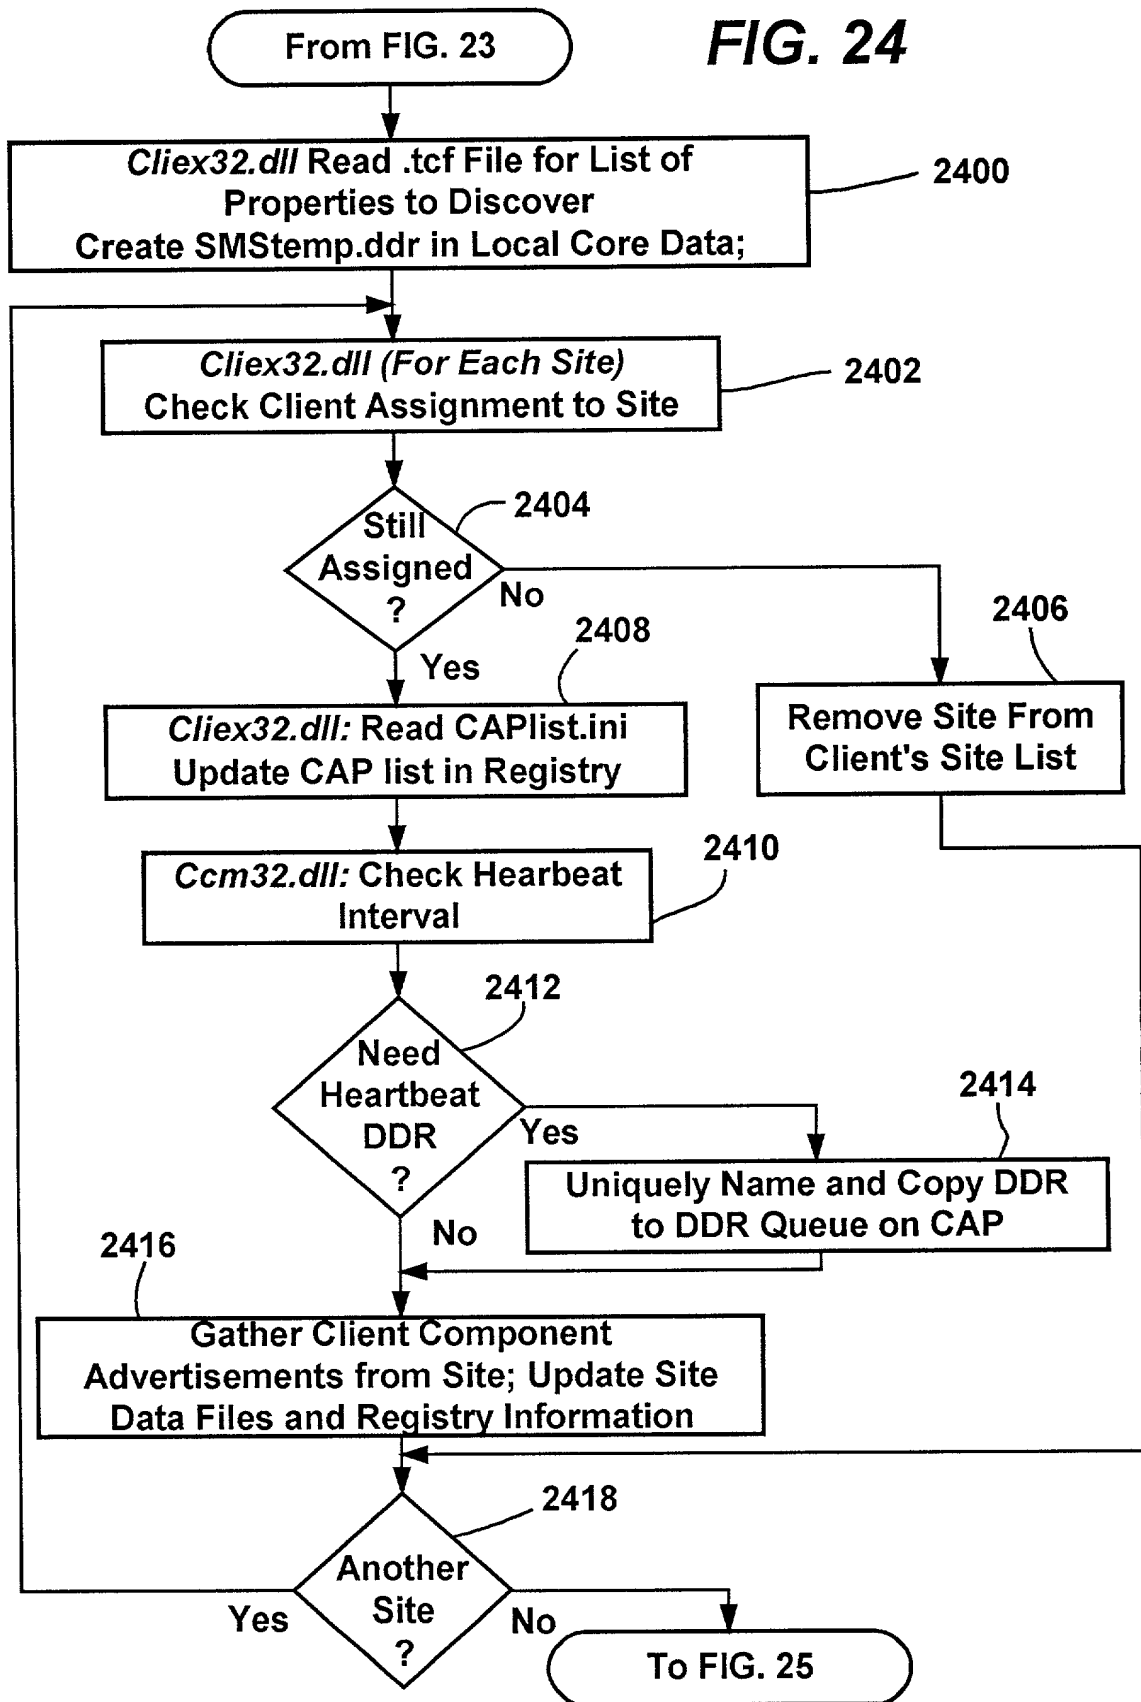 From FIG. 23
FIG. 24
Cliex32.dll Read .tcf File for List of
Properties to Discover
Create SMStemp.ddr in Local Core Data;
2400
Cliex32.dll (For Each Site)
Check Client Assignment to Site
2402
Still
Assigned
?
2404
No
Yes
2406
Remove Site From
Client's Site List
2408
Cliex32.dll: Read CAPlist.ini
Update CAP list in Registry
Ccm32.dll: Check Hearbeat
Interval
2410
2412
Need
Heartbeat
DDR
?
Yes
No
2414
Uniquely Name and Copy DDR
to DDR Queue on CAP
2416
Gather Client Component
Advertisements from Site; Update Site
Data Files and Registry Information
2418
Another
Site
?
Yes
No
To FIG. 25